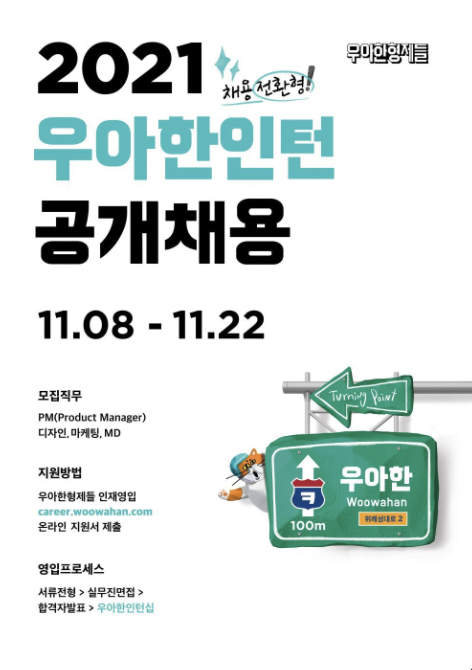 2021
채용전환형!
우아한형제들
우아한인턴
공개채용
11.08 - 11.22
모집직무
PM(Product Manager)
디자인, 마케팅, MD
지원방법
우아한형제들 인재영입
career.woowahan.com
온라인 지원서 제출
영입프로세스
서류전형 > 실무진면접 >
합격자발표 > 우아한인턴십
Turning Point
우아한
Woowahan
위례성대로 2
ㅋ
100m